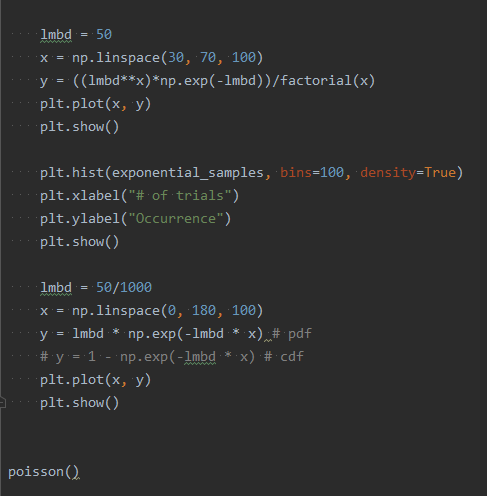 lmbd = 50
x = np.linspace(30, 70, 100)
y = ((lmbd**x)*np.exp(-lmbd))/factorial(x)
plt.plot(x, y)
plt.show()
plt.hist(exponential_samples, bins=100, density=True)
plt.xlabel("# of trials")
plt.ylabel("Occurrence")
plt.show()
lmbd = 50/1000
x = np.linspace(0, 180, 100)
y = lmbd * np.exp(-lmbd * x) # pdf
# y = 1 - np.exp(-lmbd * x) # cdf
plt.plot(x, y)
plt.show()
poisson()